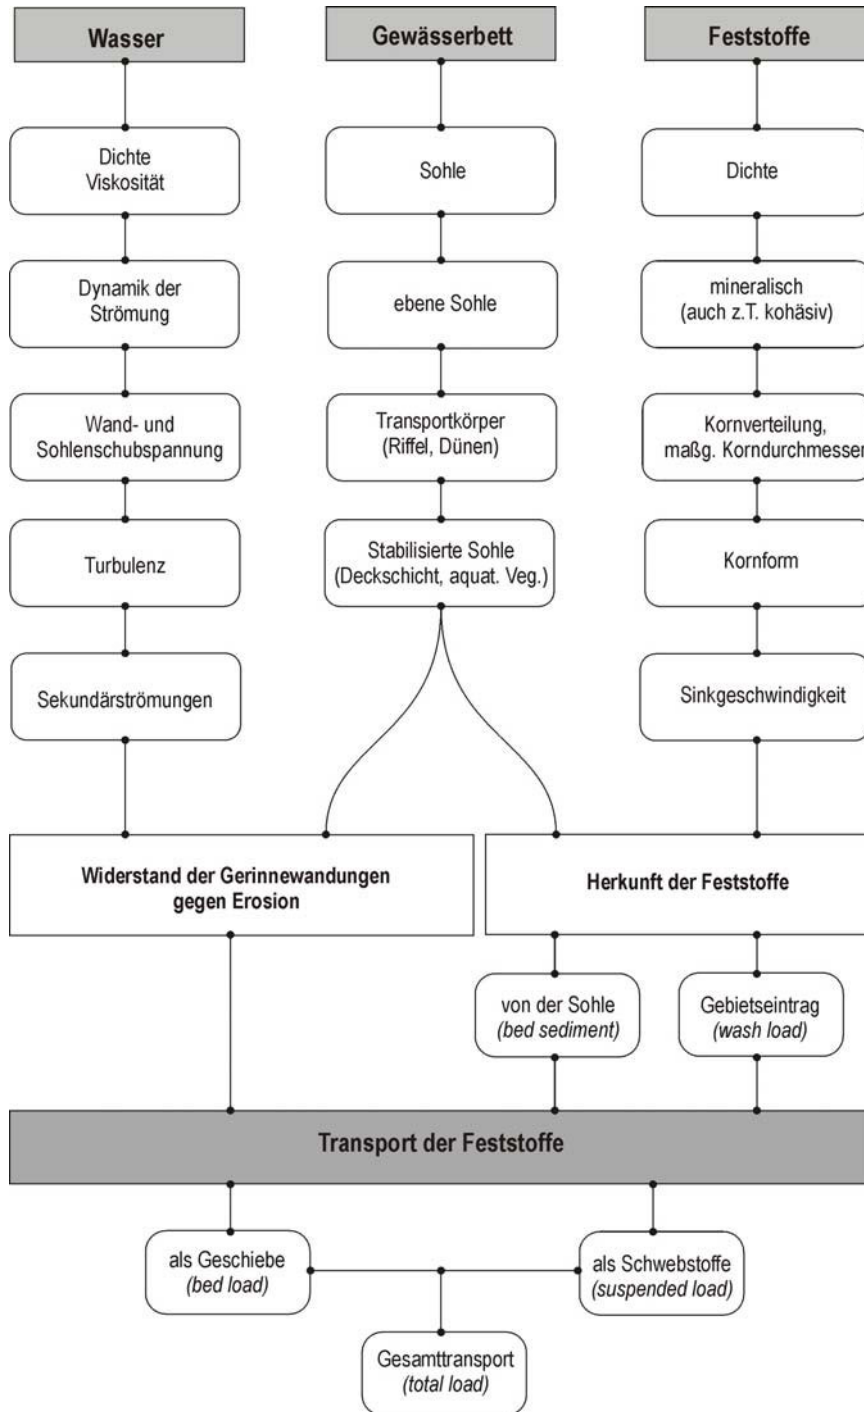 Wasser
Gewässerbett
Feststoffe
Dichte
Viskosität
Sohle
Dichte
Dynamik der
Strömung
ebene Sohle
mineralisch
(auch z.T. kohäsiv)
Wand- und
Sohlenschubspannung
Transportkörper
(Riffel, Dünen)
Kornverteilung,
maßg. Korndurchmesser
Turbulenz
Stabilisierte Sohle
(Deckschicht, aquat. Veg.)
Kornform
Sekundärströmungen
Sinkgeschwindigkeit
Widerstand der Gerinnewandungen
gegen Erosion
Herkunft der Feststoffe
von der Sohle
(bed sediment)
Gebietseintrag
(wash load)
Transport der Feststoffe
als Geschiebe
(bed load)
als Schwebstoffe
(suspended load)
Gesamttransport
(total load)